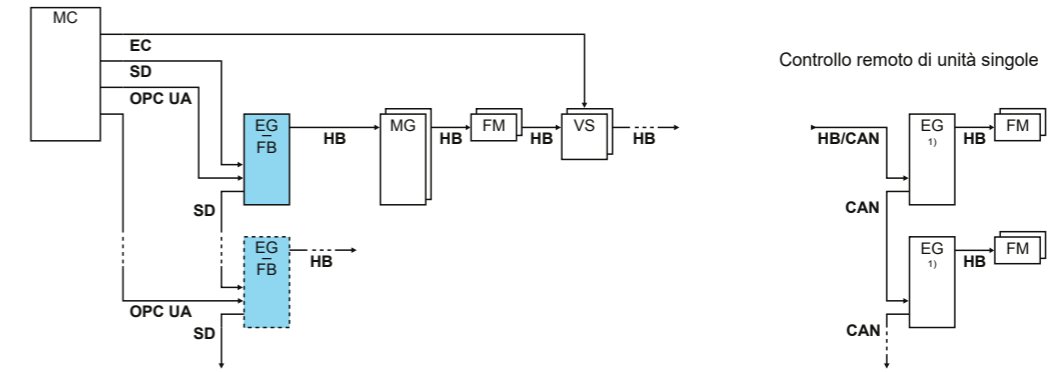 MC
EC
SD
OPC UA
EG
FB
HB
MG
HB
FM
HB
VS
HB
SD
EG
FB
HB
OPC UA
SD
Controllo remoto di unità singole
HB/CAN
EG
1)
HB
FM
CAN
EG
1)
HB
FM
CAN